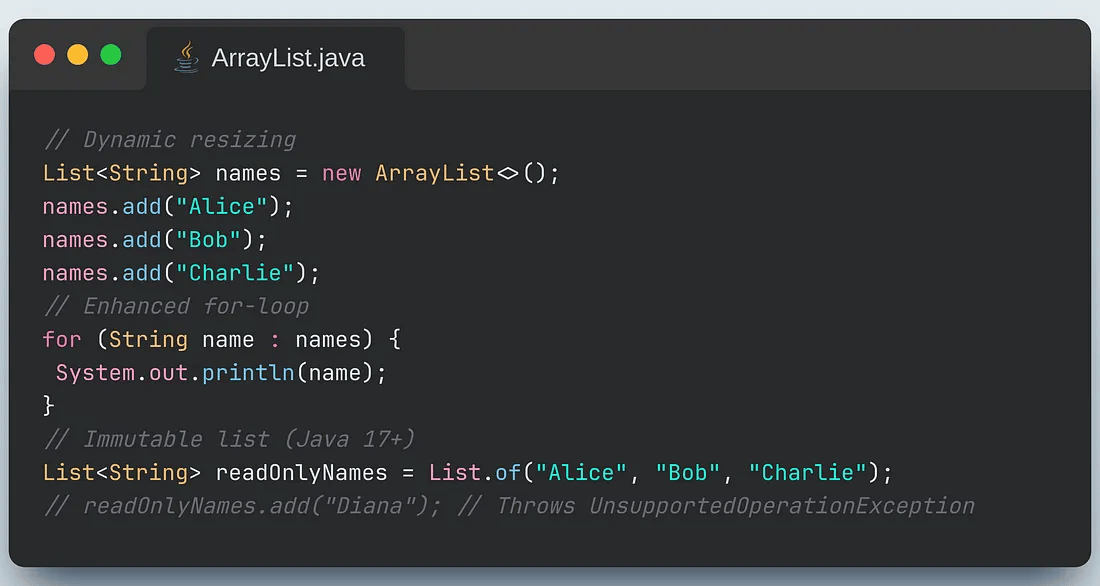 ArrayList.java
// Dynamic resizing
List<String> names = new ArrayList<>();
names.add("Alice");
names.add("Bob");
names.add("Charlie");
// Enhanced for-loop
for (String name : names) {
 System.out.println(name);
}
// Immutable list (Java 17+)
List<String> readOnlyNames = List.of("Alice", "Bob", "Charlie");
// readOnlyNames.add("Diana"); // Throws UnsupportedOperationException